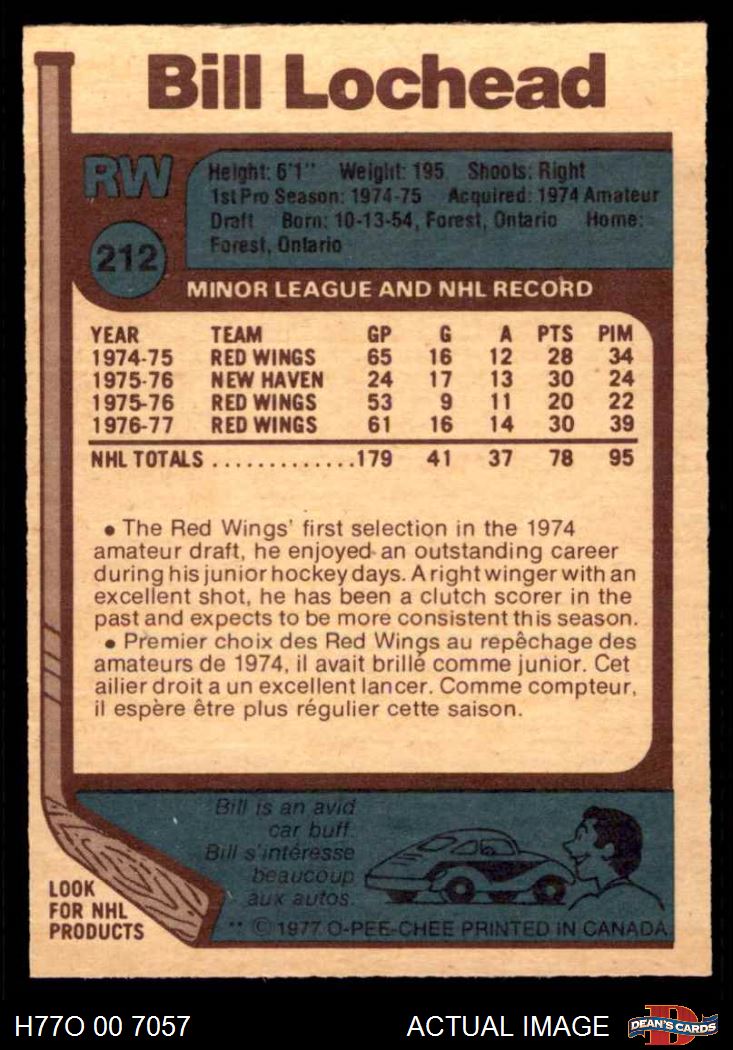 Bill Lochead
RW
Height: 6'1" Weight: 195 Shoots: Right
1st Pro Season: 1974-75 Acquired: 1974 Amateur
Draft Born: 10-13-54, Forest, Ontario Home:
Forest, Ontario
212
MINOR LEAGUE AND NHL RECORD
YEAR TEAM GP G A PTS PIM
1974-75 RED WINGS 65 16 12 28 34
1975-76 NEW HAVEN 24 17 13 30 24
1975-76 RED WINGS 53 9 11 20 22
1976-77 RED WINGS 61 16 14 30 39
NHL TOTALS .............179 41 37 78 95
• The Red Wings' first selection in the 1974
amateur draft, he enjoyed an outstanding career
during his junior hockey days. A right winger with an
excellent shot, he has been a clutch scorer in the
past and expects to be more consistent this season.
• Premier choix des Red Wings au repêchage des
amateurs de 1974, il avait brillé comme junior. Cet
ailier droit a un excellent lancer. Comme compteur,
il espère être plus régulier cette saison.
Bill is an avid
car buff.
Bill s'intéresse
beaucoup
aux autos.
LOOK
FOR NHL
PRODUCTS
** © 1977 O-PEE-CHEE PRINTED IN CANADA
H77O 00 7057 ACTUAL IMAGE DEAN'S CARDS